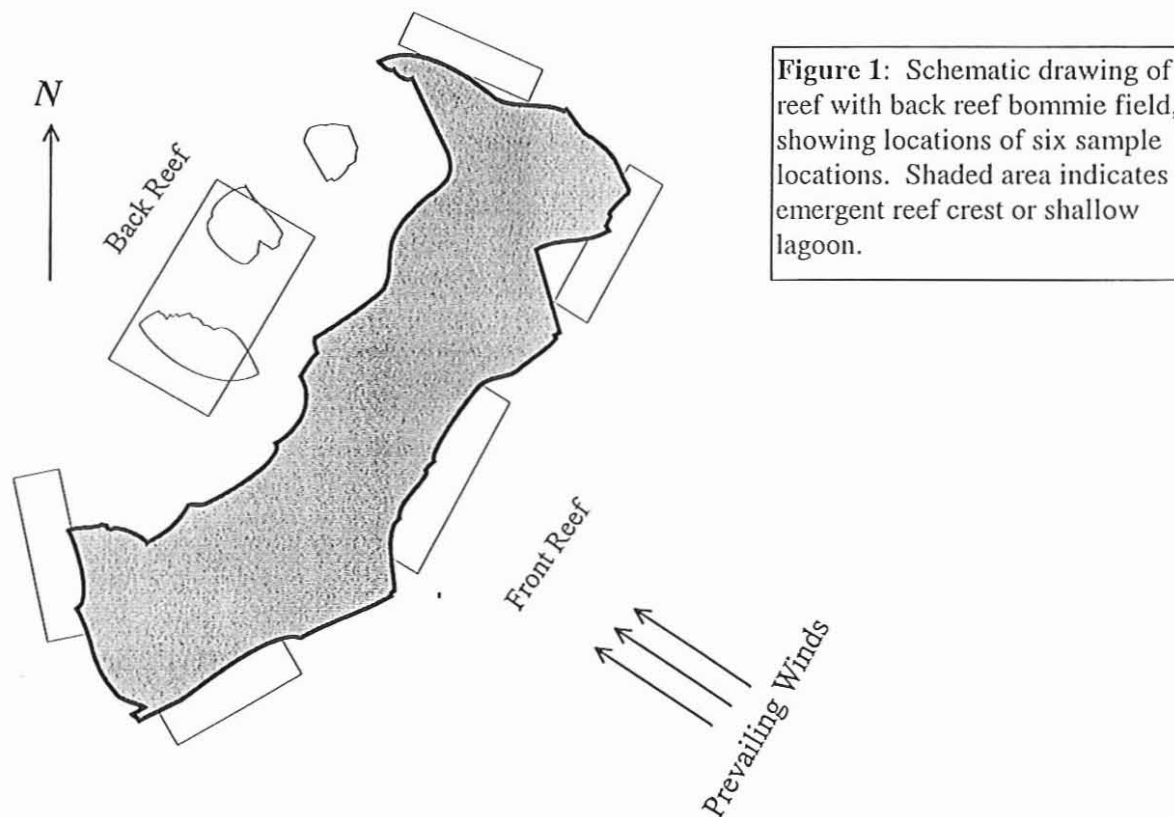 Figure 1: Schematic drawing of
reef with back reef bommie field,
showing locations of six sample
locations. Shaded area indicates
emergent reef crest or shallow
lagoon.
N
Back Reef
Front Reef
Prevailing Winds